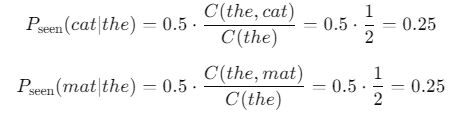 P_seen(cat|the) = 0.5 · C(the, cat) / C(the) = 0.5 · 1/2 = 0.25
P_seen(mat|the) = 0.5 · C(the, mat) / C(the) = 0.5 · 1/2 = 0.25